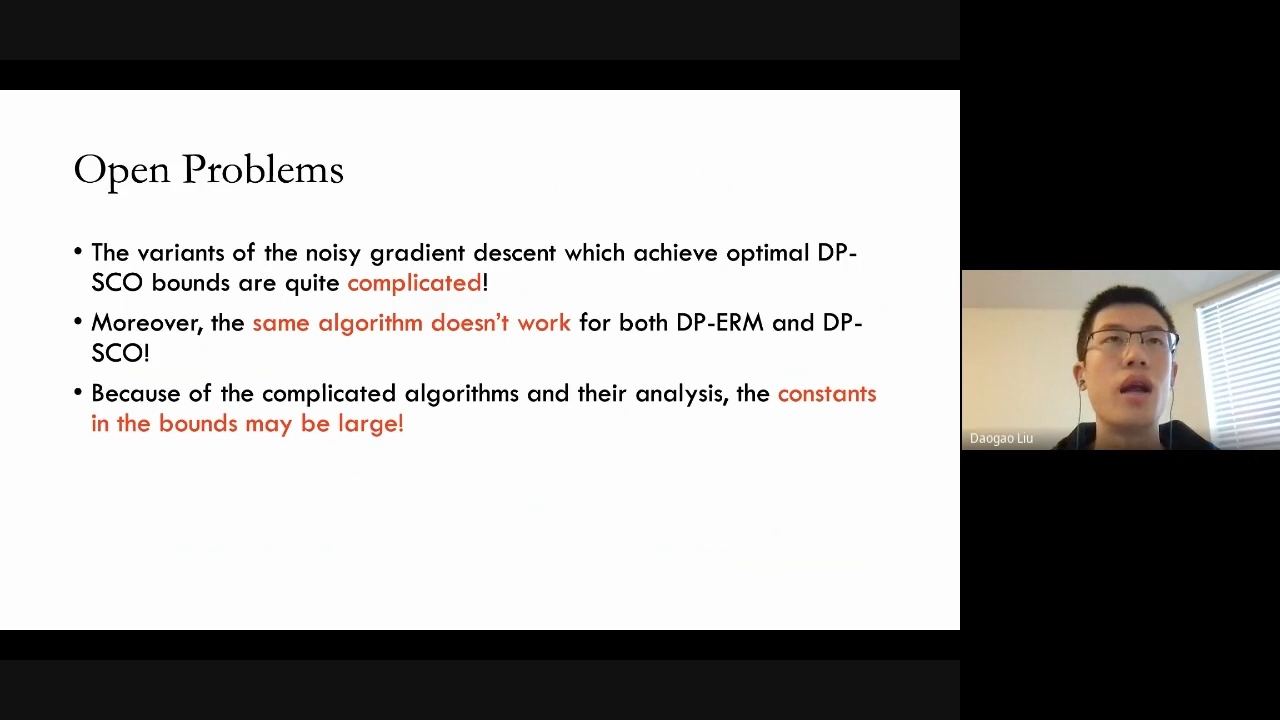 Open Problems
• The variants of the noisy gradient descent which achieve optimal DP-
SCO bounds are quite complicated!
• Moreover, the same algorithm doesn't work for both DP-ERM and DP-
SCO!
• Because of the complicated algorithms and their analysis, the constants
in the bounds may be large!
Daogao Liu